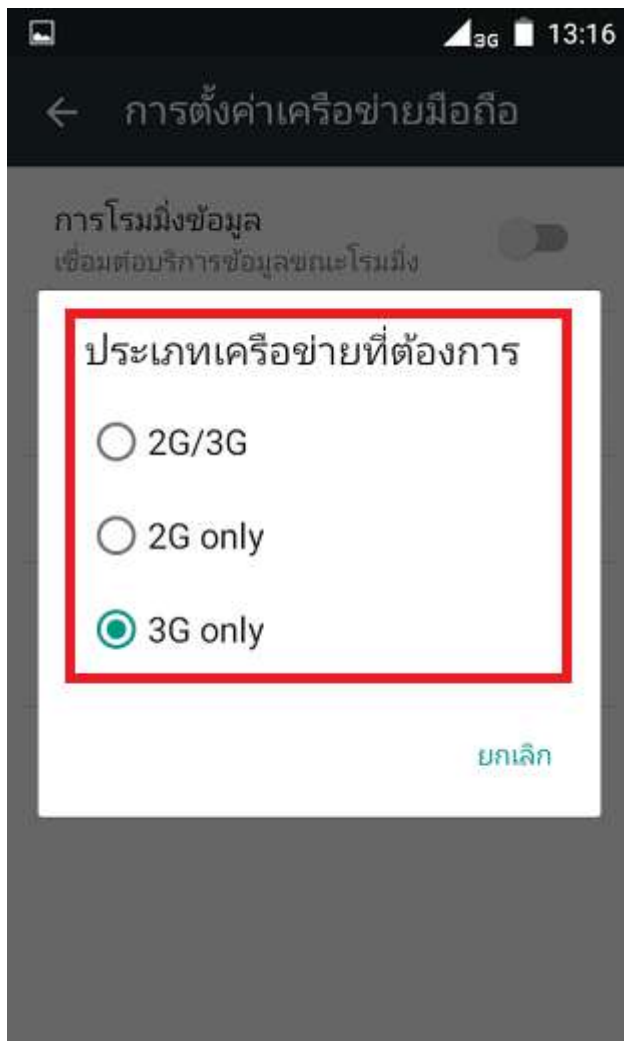 3G 13:16
การตั้งค่าเครือข่ายมือถือ
การโรมมิ่งข้อมูล
เชื่อมต่อบริการข้อมูลขณะโรมมิ่ง
ประเภทเครือข่ายที่ต้องการ
2G/3G
2G only
3G only
ยกเลิก